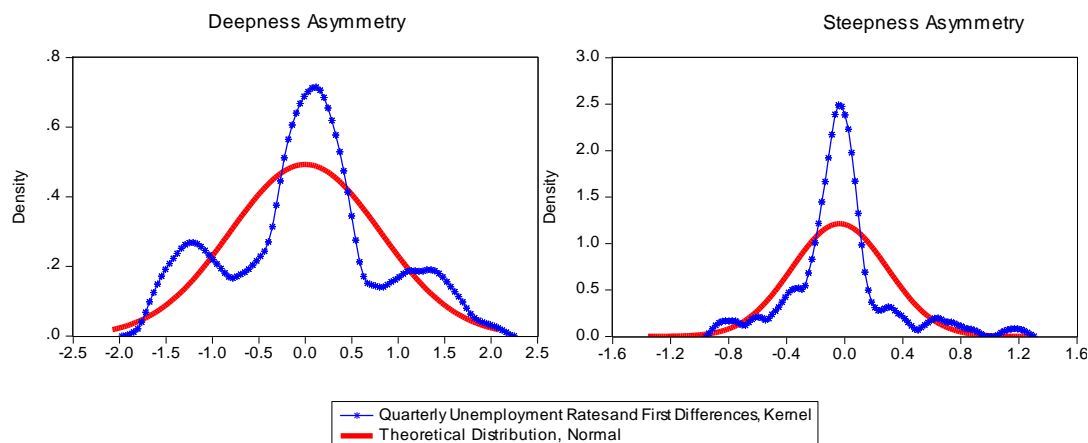 Deepness Asymmetry
Steepness Asymmetry
Density
.8
.6
.4
.2
.0
-2.5 -2.0 -1.5 -1.0 -0.5 0.0 0.5 1.0 1.5 2.0 2.5
Density
3.0
2.5
2.0
1.5
1.0
0.5
0.0
-1.6 -1.2 -0.8 -0.4 0.0 0.4 0.8 1.2 1.6
Quarterly Unemployment Rates and First Differences, Kernel
Theoretical Distribution, Normal